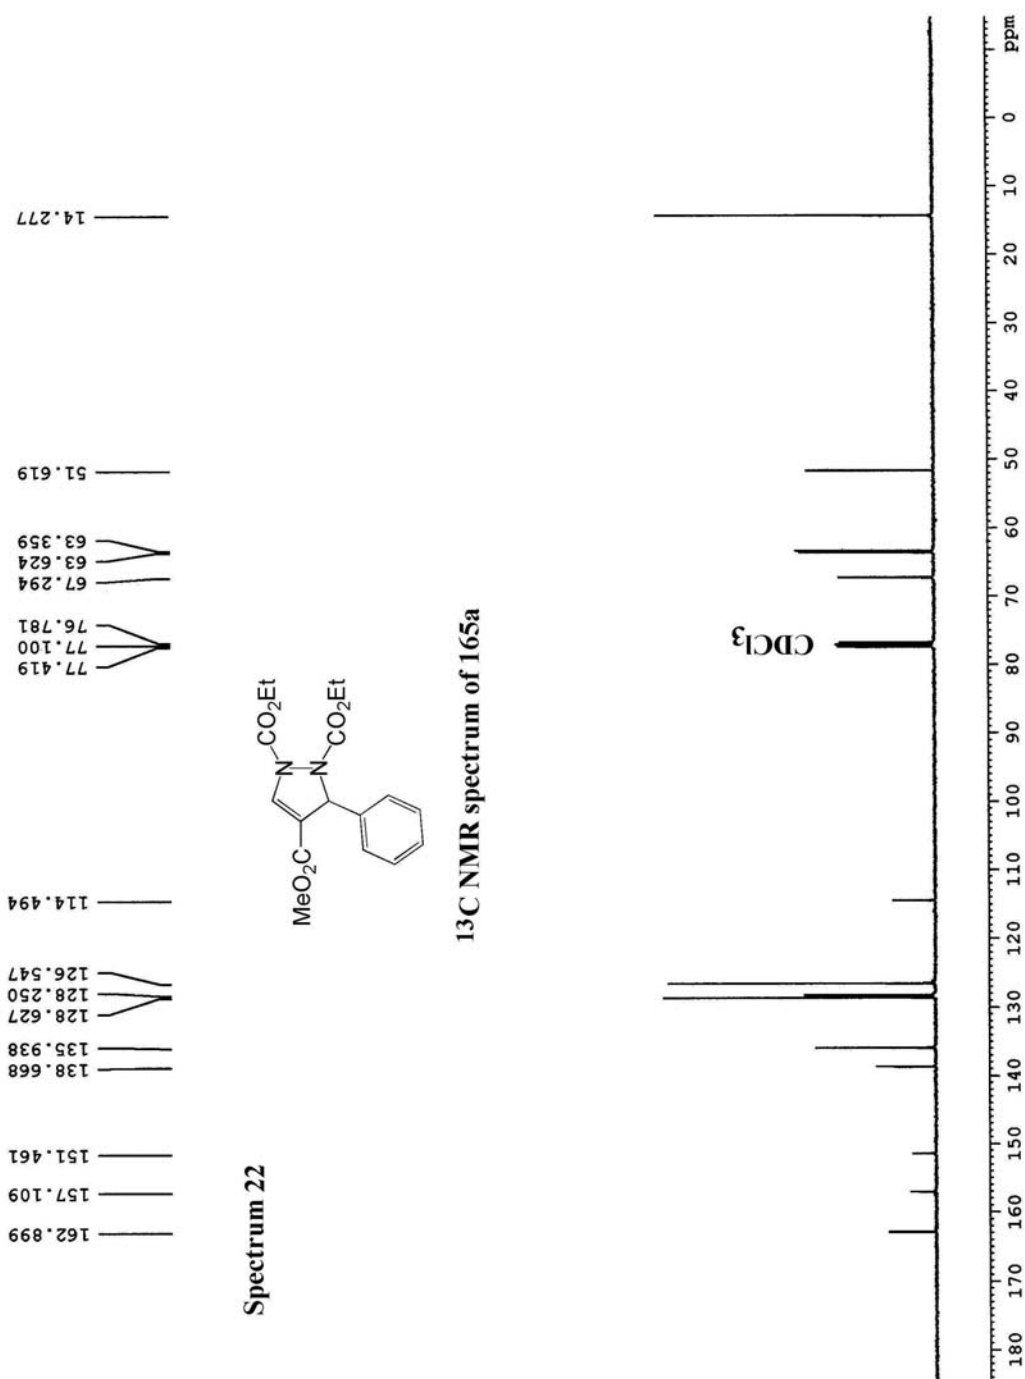 162.899
157.109
151.461
138.668
135.938
128.627
128.250
126.547
114.494
77.419
77.100
76.781
67.294
63.624
63.359
51.619
14.277
Spectrum 22
MeO₂C
N
CO₂Et
N
CO₂Et
13C NMR spectrum of 165a
CDCl₃
180 170 160 150 140 130 120 110 100 90 80 70 60 50 40 30 20 10 0 ppm